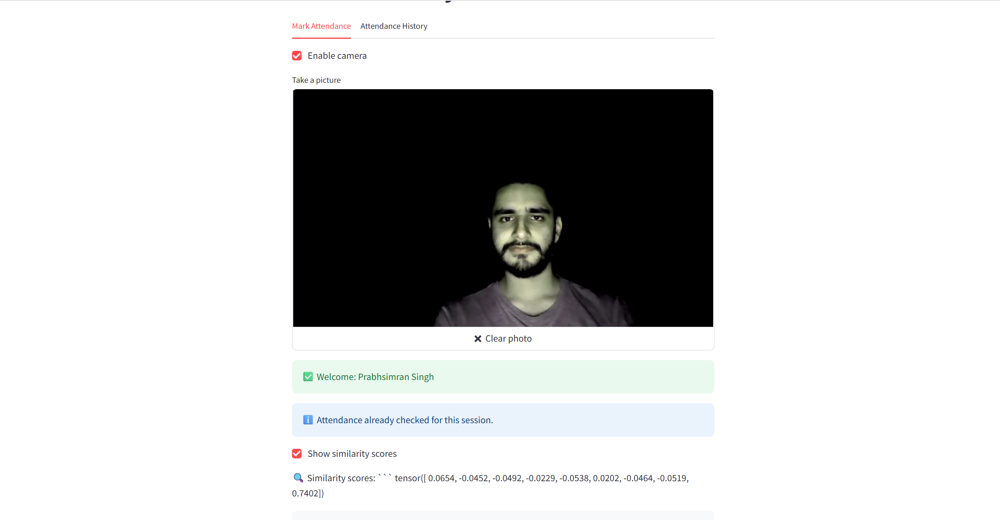 Mark Attendance Attendance History
Enable camera
Take a picture
Clear photo
Welcome: Prabhsimran Singh
Attendance already checked for this session.
Show similarity scores
Similarity scores: ``` tensor([ 0.0654, -0.0452, -0.0492, -0.0229, -0.0538, 0.0202, -0.0464, -0.0519,
0.7402])